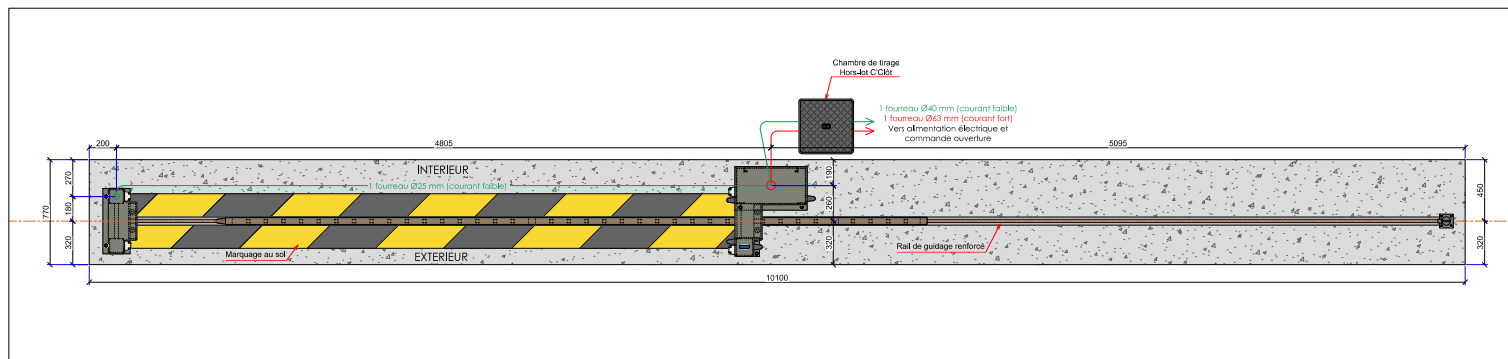 Chambre de tirage
Hors-lot C'Clôt
1 fourreau Ø40 mm (courant faible)
1 fourreau Ø63 mm (courant fort)
Vers alimentation électrique et
commande ouverture
200
4805
5095
INTERIEUR
1 fourreau Ø25 mm (courant faible)
770
270
180
320
190
260
320
450
320
Marquage au sol
EXTERIEUR
Rail de guidage renforcé
10100